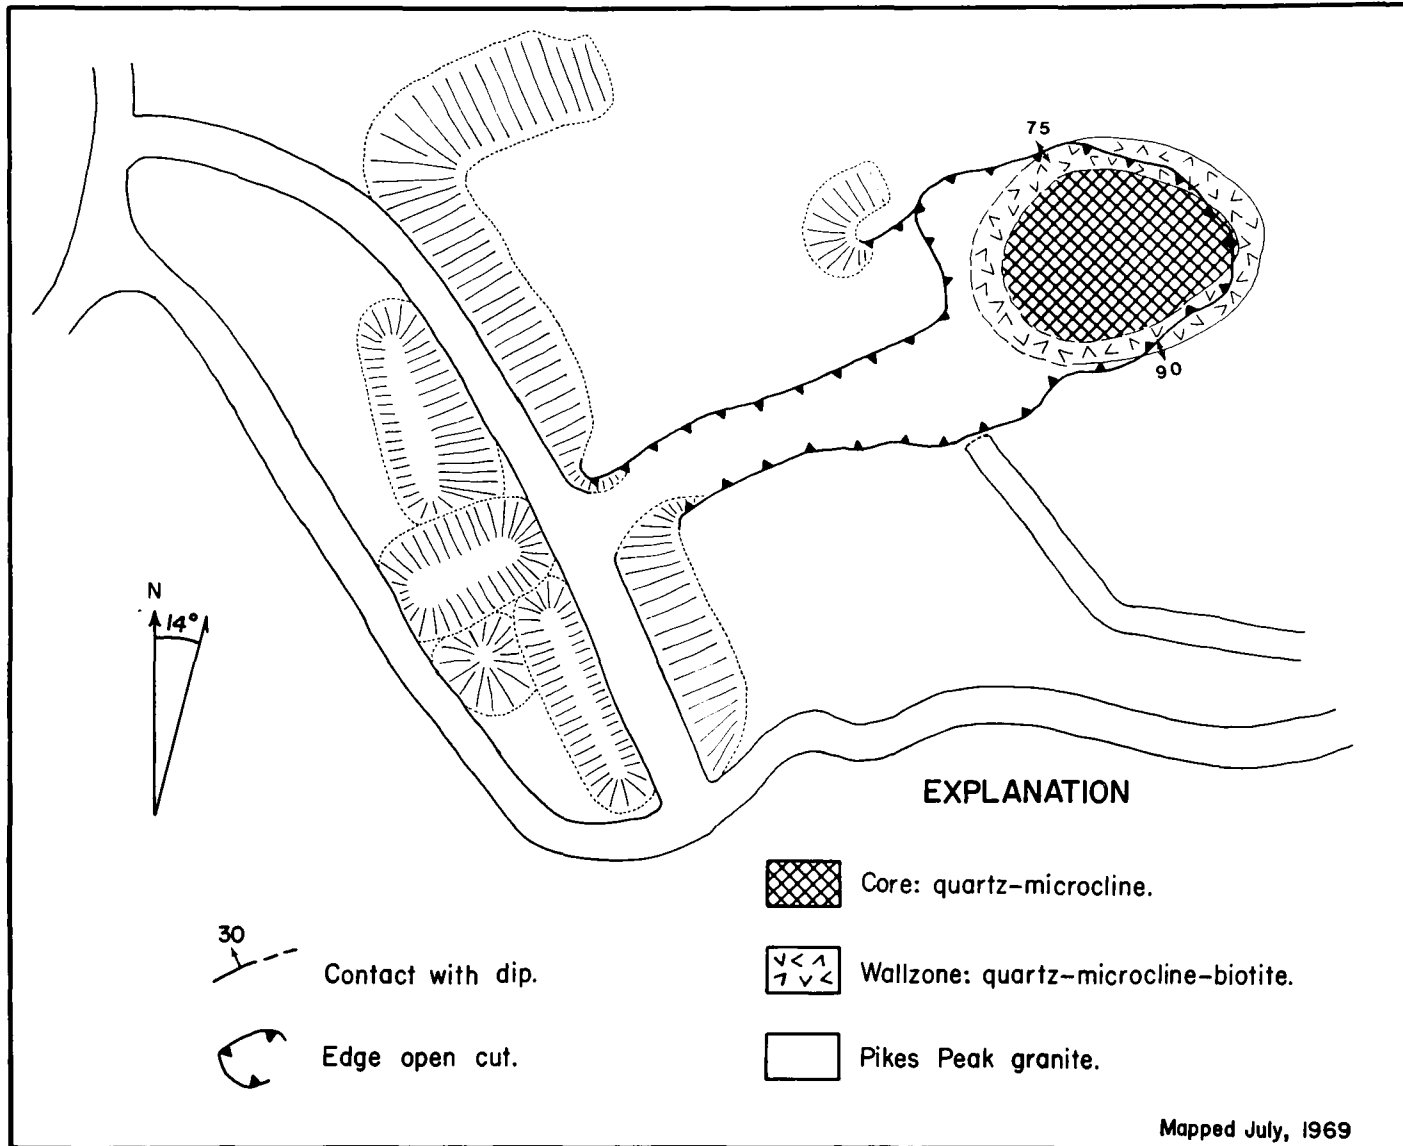 75
90
N
14°
EXPLANATION
Core: quartz-microcline.
30
Contact with dip.
Wallzone: quartz-microcline-biotite.
Edge open cut.
Pikes Peak granite.
Mapped July, 1969